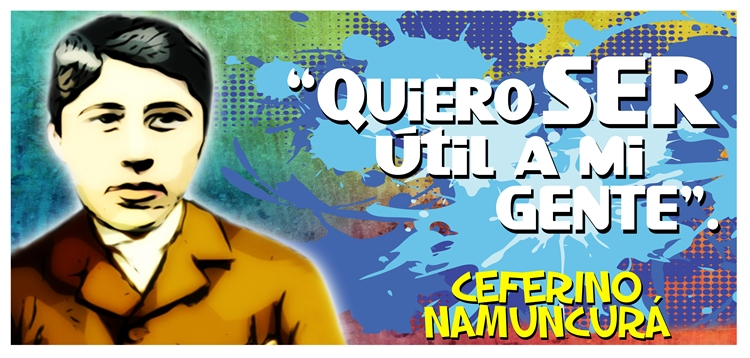 “QUiERO SER
ÚTiL A Mi
GENTE”.
CEFERINO
NAMUNCURÁ